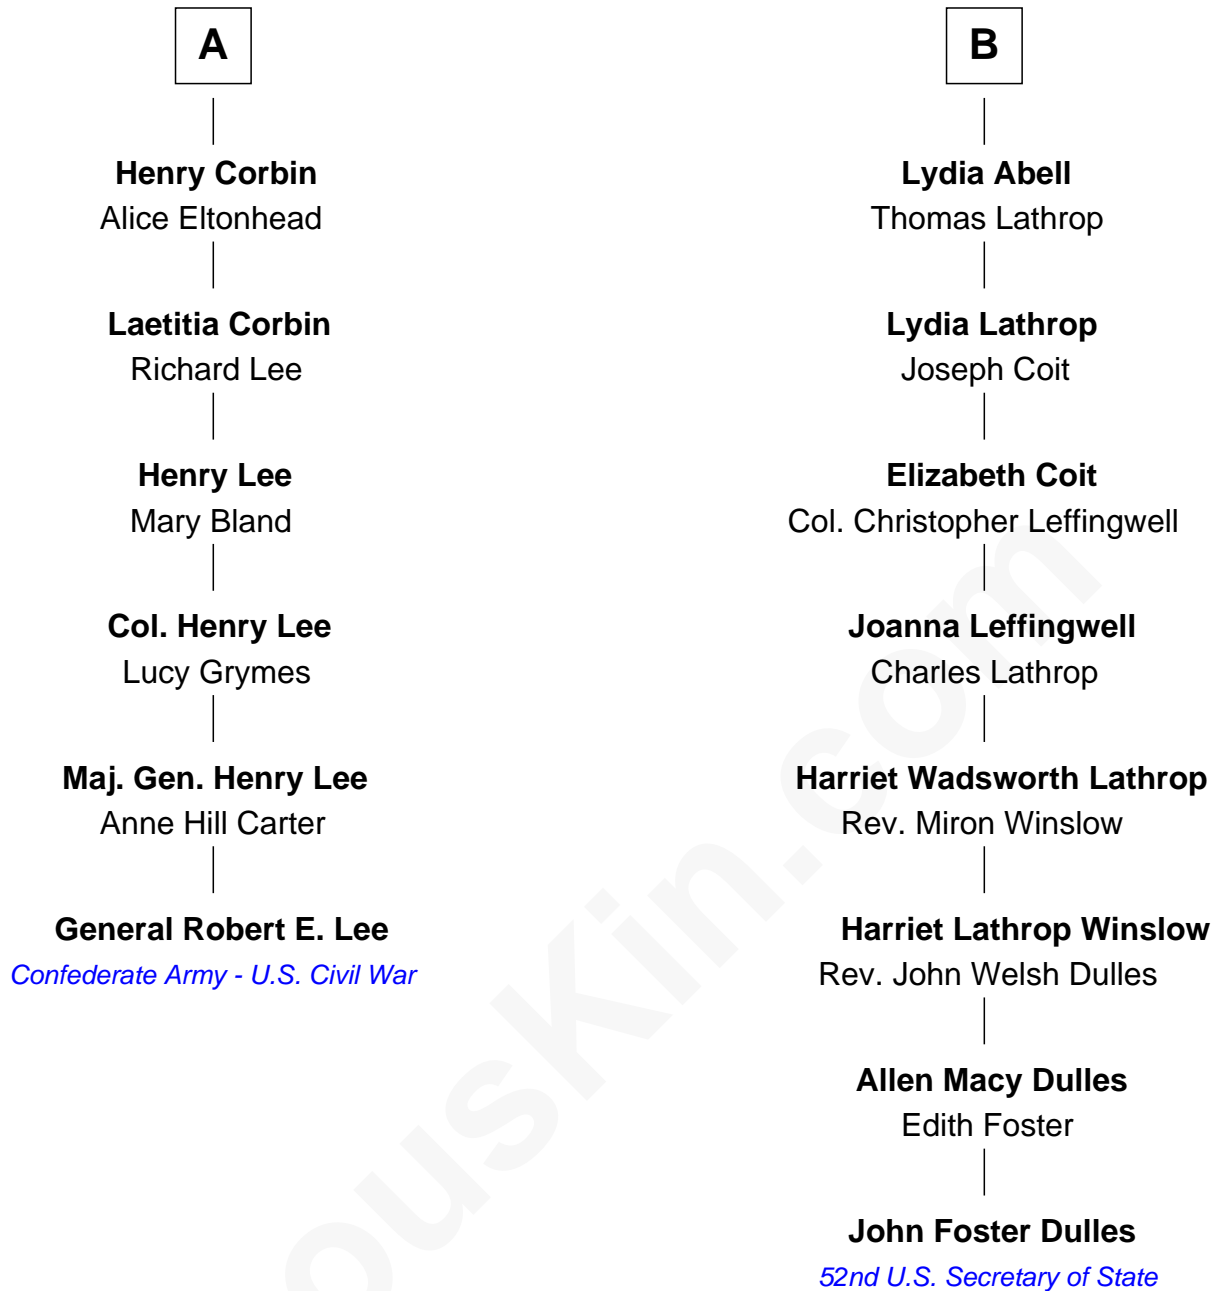 A
Henry Corbin
Alice Eltonhead
Laetitia Corbin
Richard Lee
Henry Lee
Mary Bland
Col. Henry Lee
Lucy Grymes
Maj. Gen. Henry Lee
Anne Hill Carter
General Robert E. Lee
Confederate Army - U.S. Civil War
B
Lydia Abell
Thomas Lathrop
Lydia Lathrop
Joseph Coit
Elizabeth Coit
Col. Christopher Leffingwell
Joanna Leffingwell
Charles Lathrop
Harriet Wadsworth Lathrop
Rev. Miron Winslow
Harriet Lathrop Winslow
Rev. John Welsh Dulles
Allen Macy Dulles
Edith Foster
John Foster Dulles
52nd U.S. Secretary of State
ousKin.com